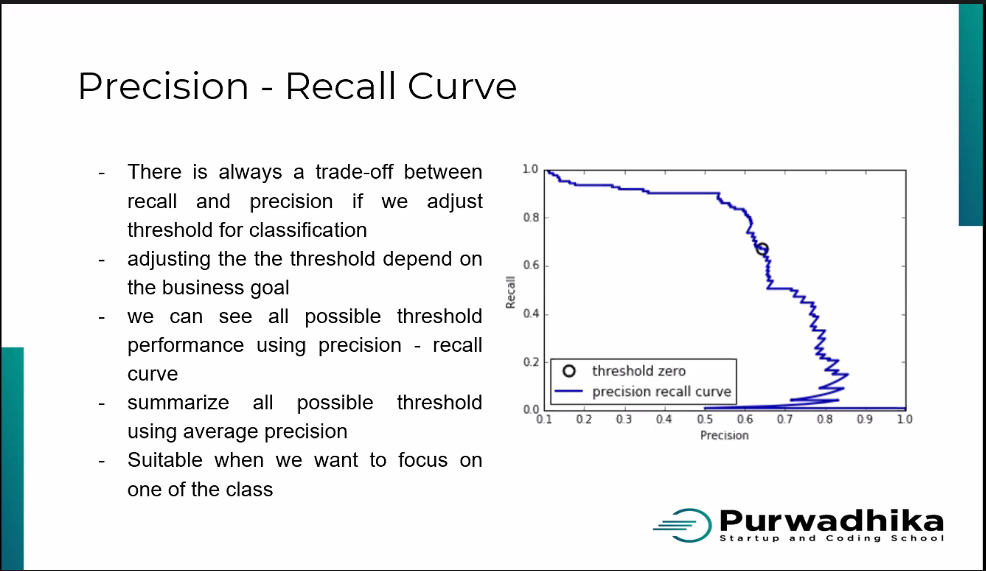 Precision - Recall Curve
- There is always a trade-off between
recall and precision if we adjust
threshold for classification
- adjusting the the threshold depend on
the business goal
- we can see all possible threshold
performance using precision - recall
curve
- summarize all possible threshold
using average precision
- Suitable when we want to focus on
one of the class
1.0
0.8
0.6
0.4
0.2
0.0
Recall
threshold zero
precision recall curve
0.1 0.2 0.3 0.4 0.5 0.6 0.7 0.8 0.9 1.0
Precision
Purwadhika
Startup and Coding School